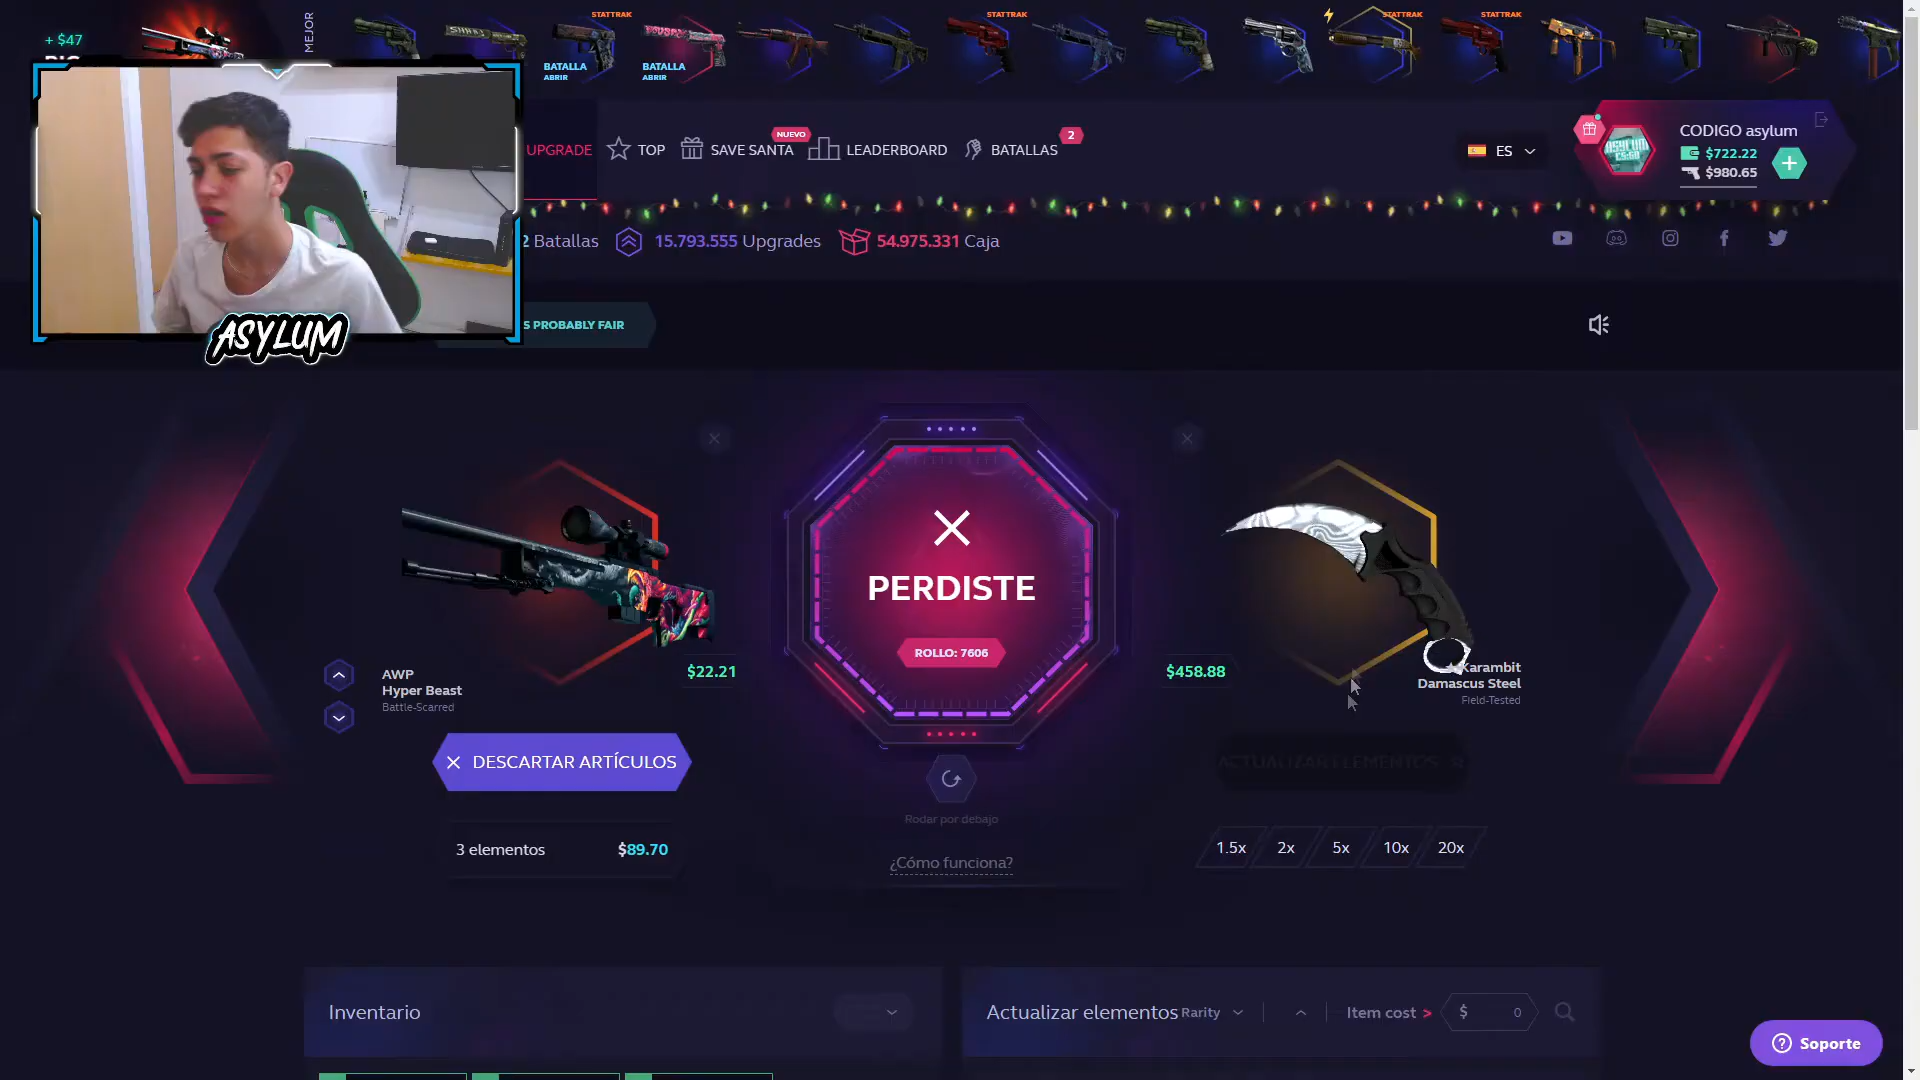 + $47
MEJOR
STATTRAK
BATALLA
ABRIR
BATALLA
ABRIR
STATTRAK
STATTRAK
STATTRAK
UPGRADE
TOP
NUEVO
SAVE SANTA
LEADERBOARD
BATALLAS
2
ES
CODIGO asylum
$722.22
$980.65
2 Batallas
15.793.555 Upgrades
54.975.331 Caja
S PROBABLY FAIR
ASYLUM
PERDISTE
ROLLO: 7606
$22.21
AWP
Hyper Beast
Battle-Scarred
$458.88
Karambit
Damascus Steel
Field-Tested
DESCARTAR ARTÍCULOS
ACTUALIZAR ELEMENTOS
3 elementos
$89.70
Rodar por debajo
¿Cómo funciona?
1.5x
2x
5x
10x
20x
Inventario
Actualizar elementos
Rarity
Item cost >
$
0
Soporte